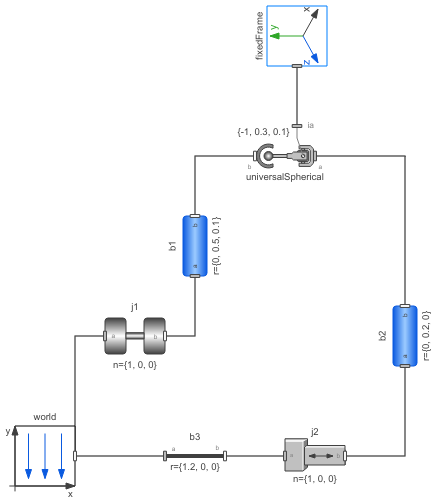 fixedFrame
x
y
z
ia
{-1, 0.3, 0.1}
b
a
universalSpherical
b1
r={0, 0.5, 0.1}
b
a
j1
a
b
n={1, 0, 0}
b2
r={0, 0.2, 0}
b
a
world
y
x
b3
a
b
r={1.2, 0, 0}
j2
a
b
n={1, 0, 0}